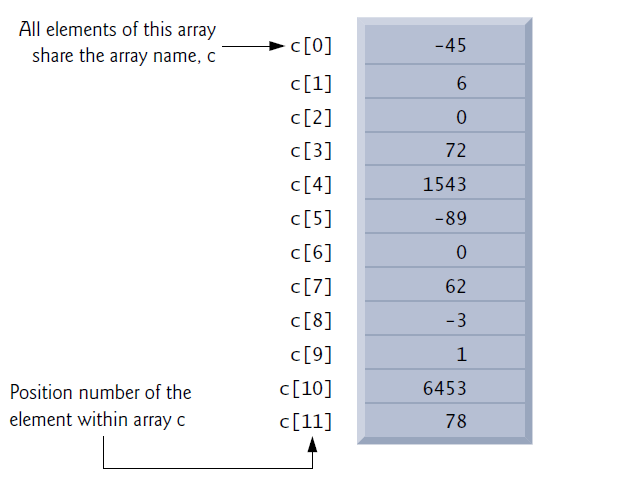 All elements of this array
share the array name, c
c[0] -45
c[1] 6
c[2] 0
c[3] 72
c[4] 1543
c[5] -89
c[6] 0
c[7] 62
c[8] -3
c[9] 1
c[10] 6453
c[11] 78
Position number of the
element within array c